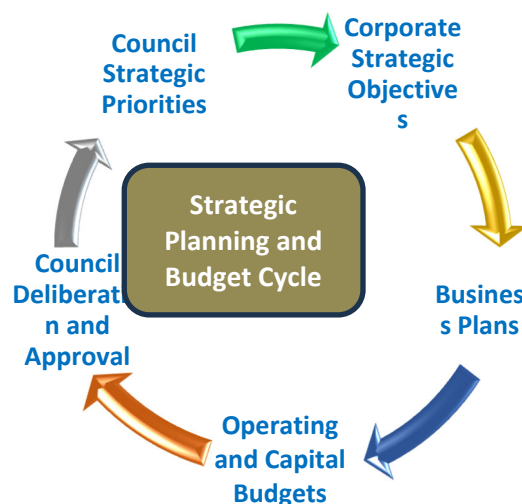 Council
Strategic
Priorities
Corporate
Strategic
Objective
s
Strategic
Planning and
Budget Cycle
Busines
s Plans
Operating
and Capital
Budgets
Council
Deliberati
n and
Approval